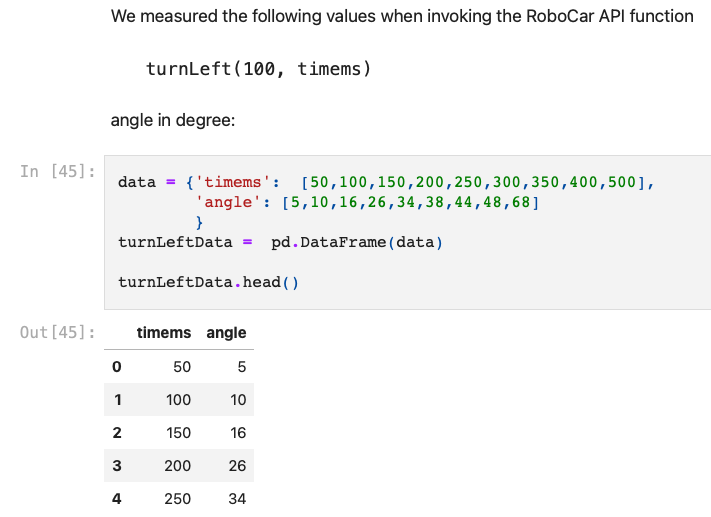 We measured the following values when invoking the RoboCar API function
turnLeft(100, timems)
angle in degree:
In [45]:
data = {'timems':  [50,100,150,200,250,300,350,400,500],
        'angle': [5,10,16,26,34,38,44,48,68]
        }
turnLeftData =  pd.DataFrame(data)
turnLeftData.head()
Out[45]:
timems angle
0 50 5
1 100 10
2 150 16
3 200 26
4 250 34